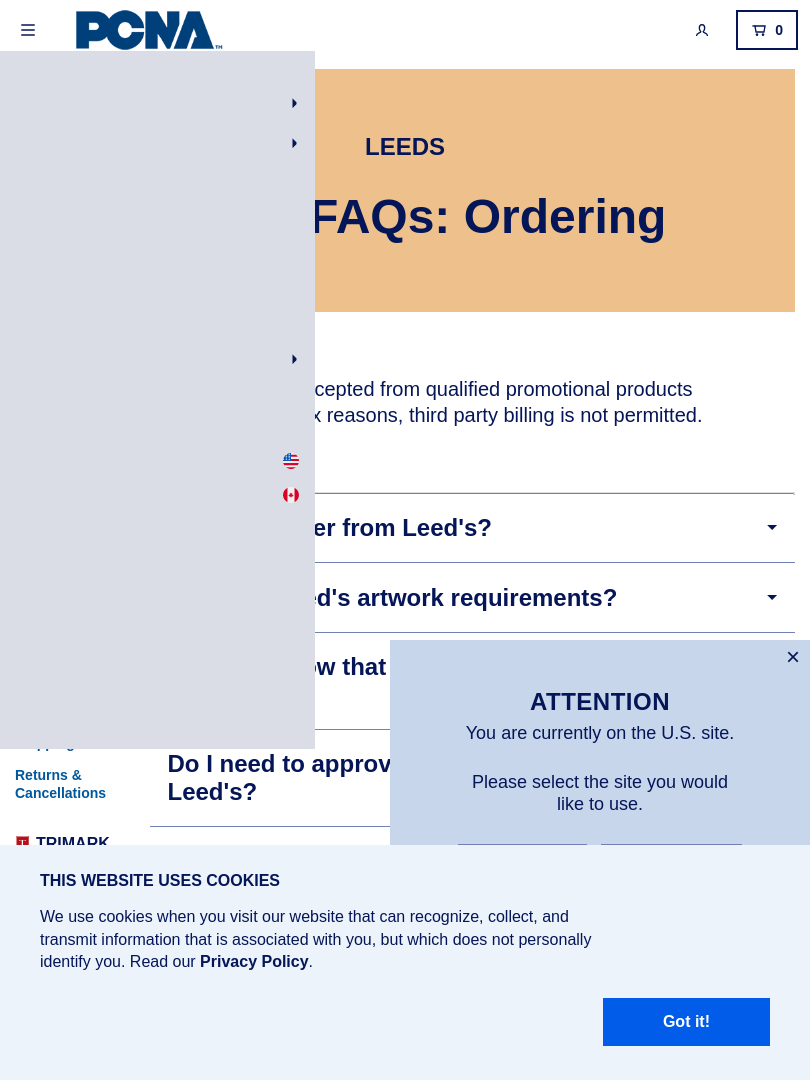 PCNA™
0
LEEDS
FAQs: Ordering
cepted from qualified promotional products
x reasons, third party billing is not permitted.
er from Leed's?
ed's artwork requirements?
ow that
Do I need to approv
Leed's?
Returns &
Cancellations
TRIMARK
ATTENTION
You are currently on the U.S. site.
Please select the site you would
like to use.
THIS WEBSITE USES COOKIES
We use cookies when you visit our website that can recognize, collect, and
transmit information that is associated with you, but which does not personally
identify you. Read our Privacy Policy.
Got it!